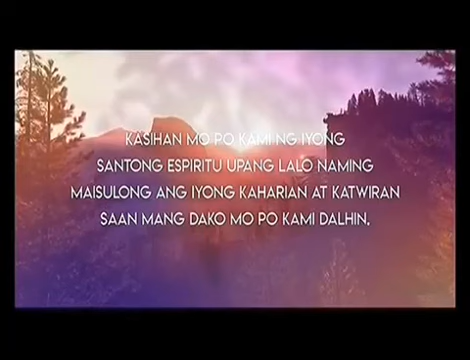 KASIHAN MO PO KAMI NG IYONG
SANTONG ESPIRITU UPANG LALO NAMING
MAISULONG ANG IYONG KAHARIAN AT KATWIRAN
SAAN MANG DAKO MO PO KAMI DALHIN,